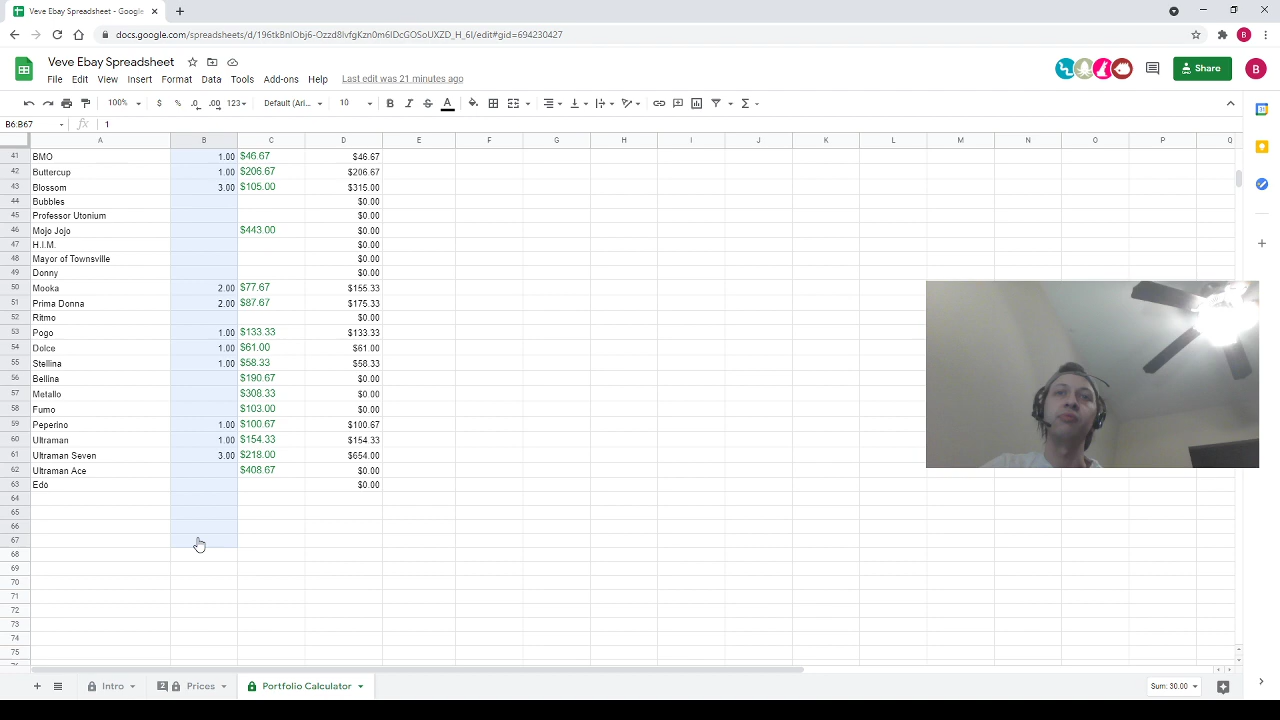 Veve Ebay Spreadsheet - Google
docs.google.com/spreadsheets/d/196tkBnlObj6-Ozzd8lvfgKzn0m6IDcGOSoUXZD_H_6I/edit#gid=694230427
B
Veve Ebay Spreadsheet
File Edit View Insert Format Data Tools Add-ons Help Last edit was 21 minutes ago
Share
B
100% $ % .0 .00 123 Default (Ari... 10 B I S A
B6:B67 fx 1
A B C D E F G H I J K L M N O P Q
41 BMO 1.00 $46.67 $46.67
42 Buttercup 1.00 $206.67 $206.67
43 Blossom 3.00 $105.00 $315.00
44 Bubbles $0.00
45 Professor Utonium $0.00
46 Mojo Jojo $443.00 $0.00
47 H.I.M. $0.00
48 Mayor of Townsville $0.00
49 Donny $0.00
50 Mooka 2.00 $77.67 $155.33
51 Prima Donna 2.00 $87.67 $175.33
52 Ritmo $0.00
53 Pogo 1.00 $133.33 $133.33
54 Dolce 1.00 $61.00 $61.00
55 Stellina 1.00 $58.33 $58.33
56 Bellina $190.67 $0.00
57 Metallo $308.33 $0.00
58 Fumo $103.00 $0.00
59 Peperino 1.00 $100.67 $100.67
60 Ultraman 1.00 $154.33 $154.33
61 Ultraman Seven 3.00 $218.00 $654.00
62 Ultraman Ace $408.67 $0.00
63 Edo $0.00
64
65
66
67
68
69
70
71
72
73
74
75
Intro 2 Prices Portfolio Calculator Sum: 30.00